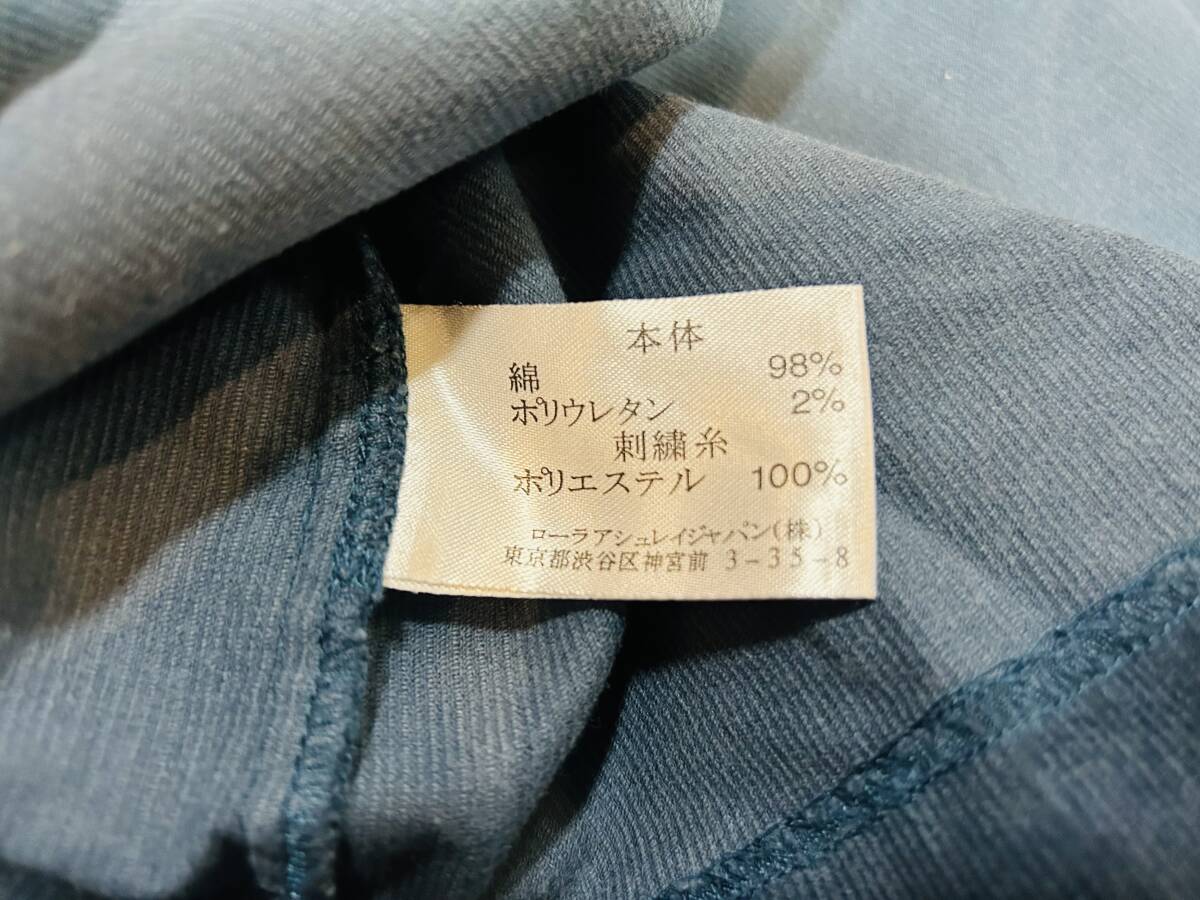 本体
綿 98%
ポリウレタン 2%
刺繍糸
ポリエステル 100%
ローラアシュレイジャパン(株)
東京都渋谷区神宮前 3-35-8